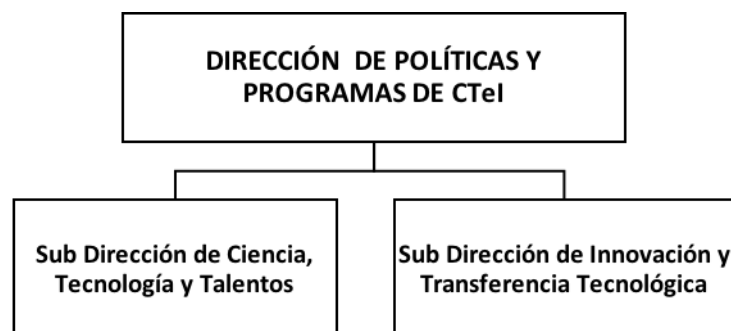 DIRECCIÓN DE POLÍTICAS Y
PROGRAMAS DE CTeI
Sub Dirección de Ciencia,
Tecnología y Talentos
Sub Dirección de Innovación y
Transferencia Tecnológica